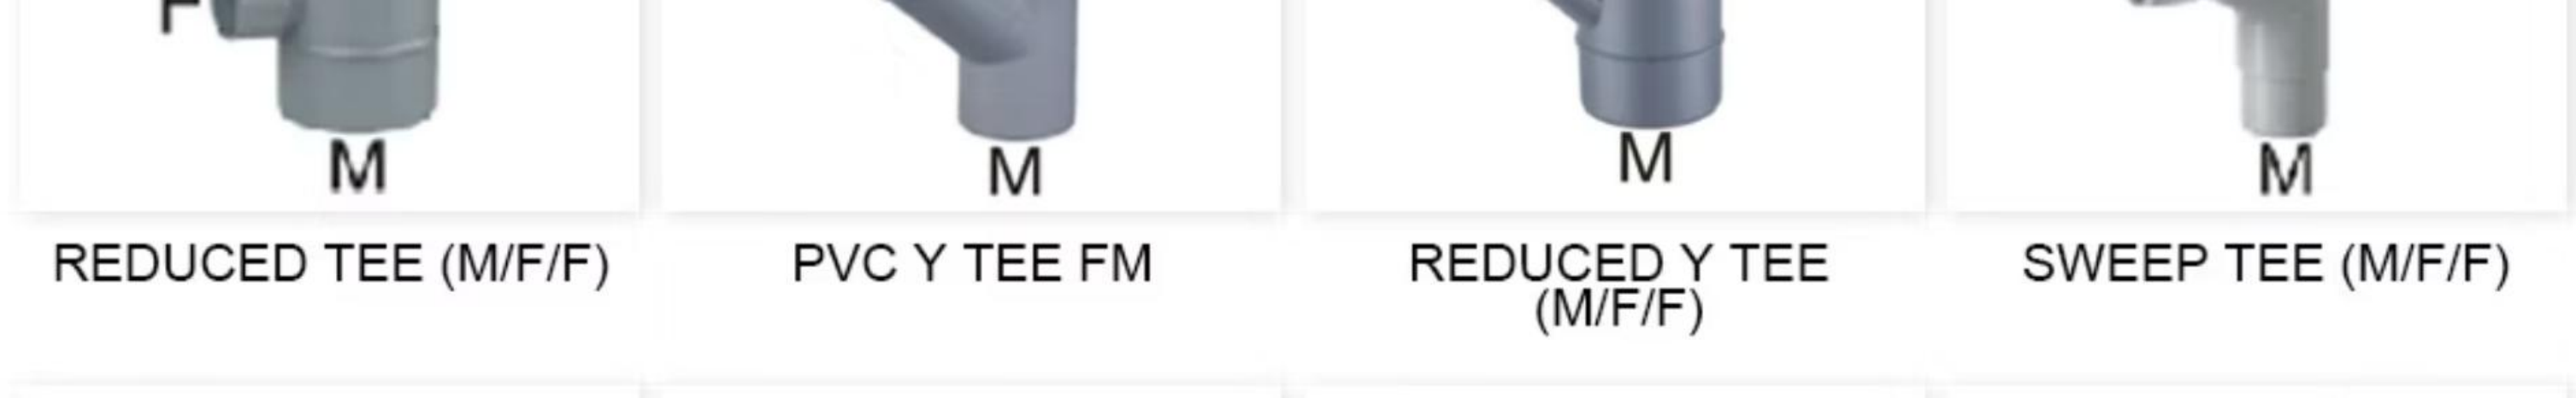 F
M
M
M
M
REDUCED TEE (M/F/F)
PVC Y TEE FM
REDUCED Y TEE
(M/F/F)
SWEEP TEE (M/F/F)